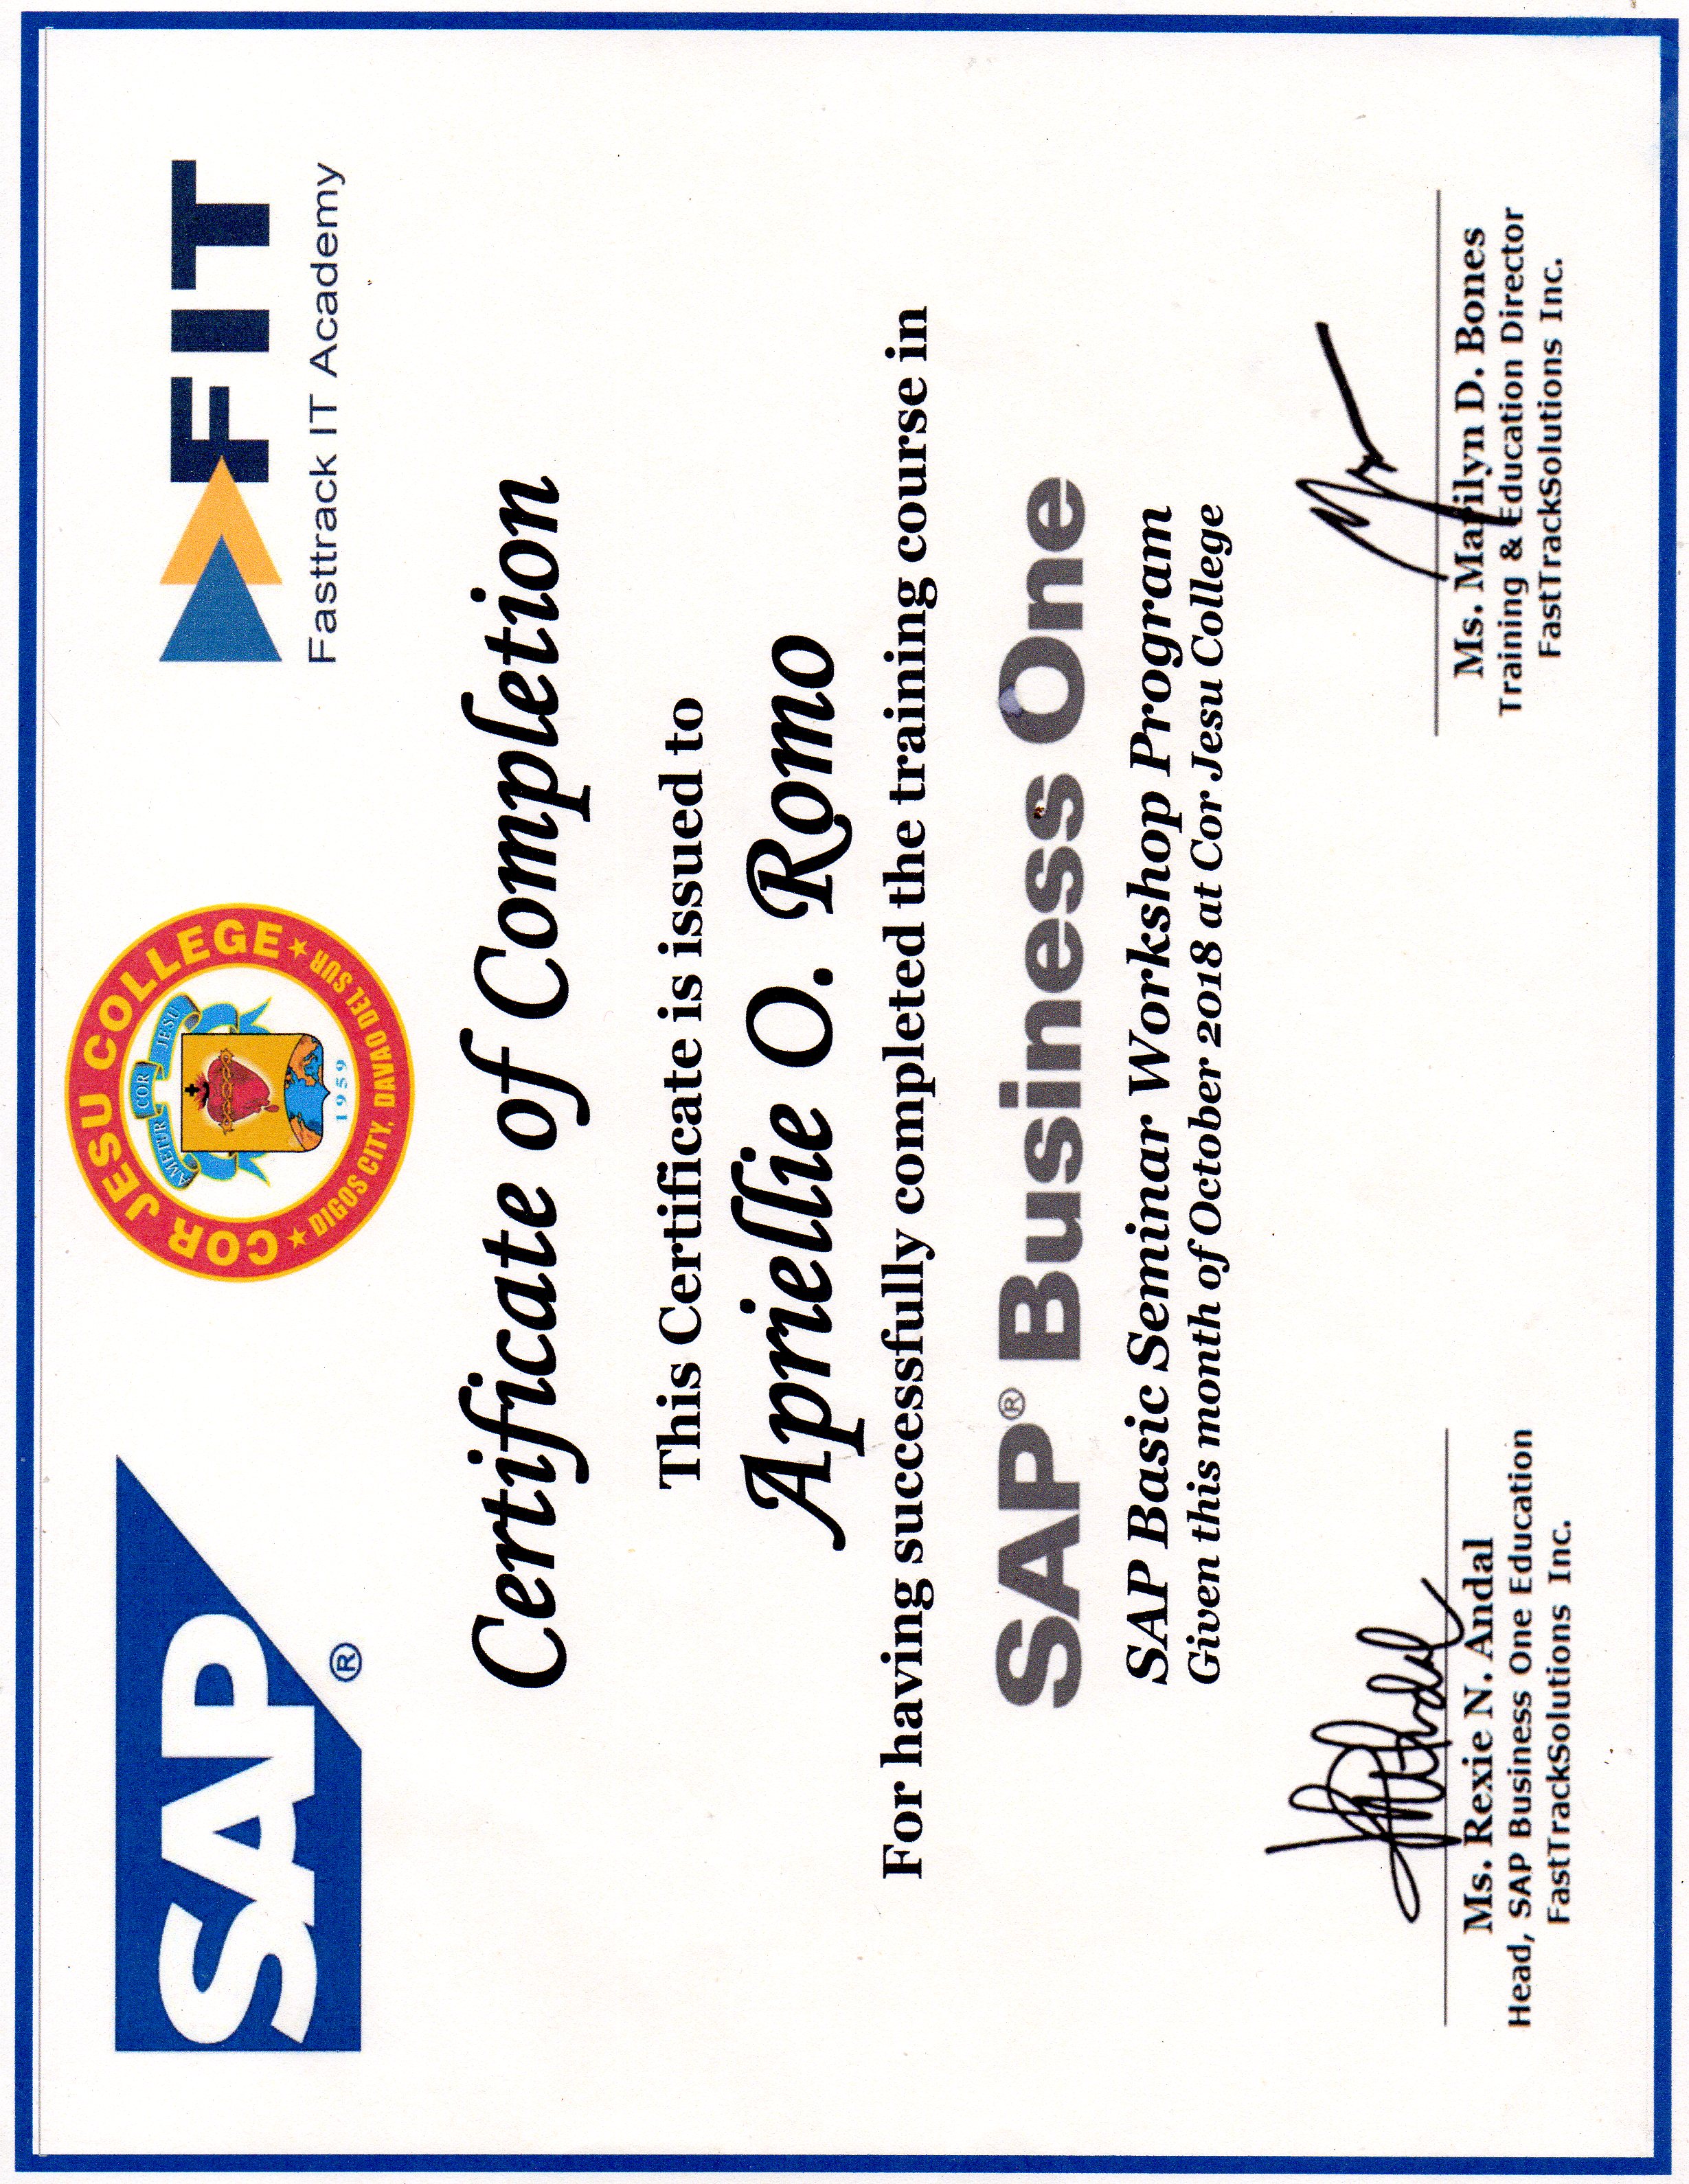 SAP
®
COR JESU COLLEGE
AMETUR COR JESU
1959
DIGOS CITY, DAVAO DEL SUR
FIT
Fasttrack IT Academy
Certificate of Completion
This Certificate is issued to
Apriellie O. Romo
For having successfully completed the training course in
SAP® Business One
SAP Basic Seminar Workshop Program
Given this month of October 2018 at Cor Jesu College
Ms. Rexie N. Andal
Head, SAP Business One Education
FastTrackSolutions Inc.
Ms. Marilyn D. Bones
Training & Education Director
FastTrackSolutions Inc.